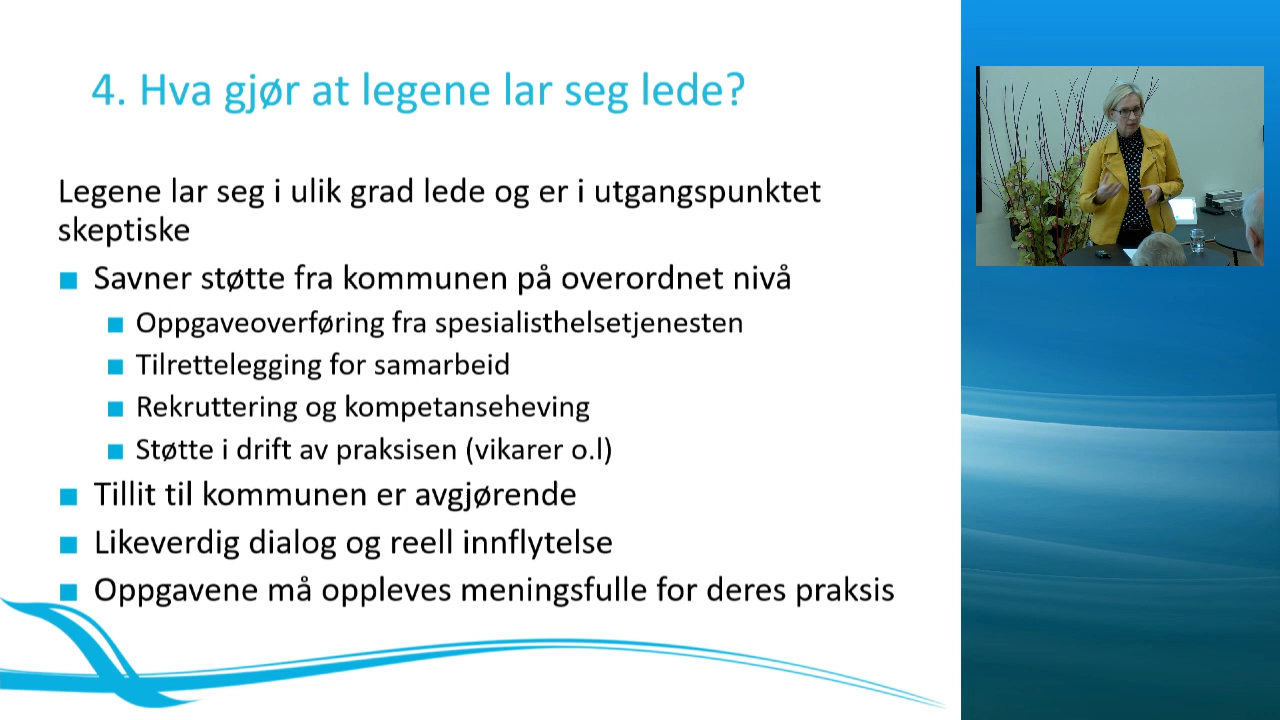 4. Hva gjør at legene lar seg lede?
Legene lar seg i ulik grad lede og er i utgangspunktet
skeptiske
Savner støtte fra kommunen på overordnet nivå
Oppgaveoverføring fra spesialisthelsetjenesten
Tilrettelegging for samarbeid
Rekruttering og kompetanseheving
Støtte i drift av praksisen (vikarer o.l)
Tillit til kommunen er avgjørende
Likeverdig dialog og reell innflytelse
Oppgavene må oppleves meningsfulle for deres praksis